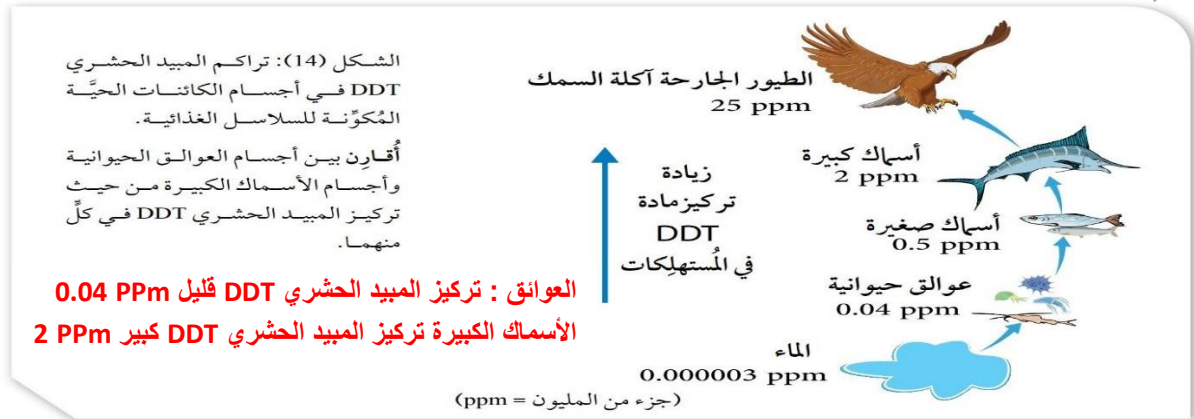 الشكل (14): تراكم المبيد الحشري
DDT في أجسام الكائنات الحيَّة
المُكوِّنة للسلاسل الغذائية.
أُقارِن بين أجسام العوالق الحيوانية
وأجسام الأسماك الكبيرة من حيث
تركيز المبيد الحشري DDT في كلٍّ
منهما.
العوائق : تركيز المبيد الحشري DDT قليل 0.04 PPm
الأسماك الكبيرة تركيز المبيد الحشري DDT كبير 2 PPm
زيادة
تركيز مادة
DDT
في المُستهلِكات
الطيور الجارحة آكلة السمك
25 ppm
أسماك كبيرة
2 ppm
أسماك صغيرة
0.5 ppm
عوالق حيوانية
0.04 ppm
الماء
0.000003 ppm
(جزء من المليون = ppm)